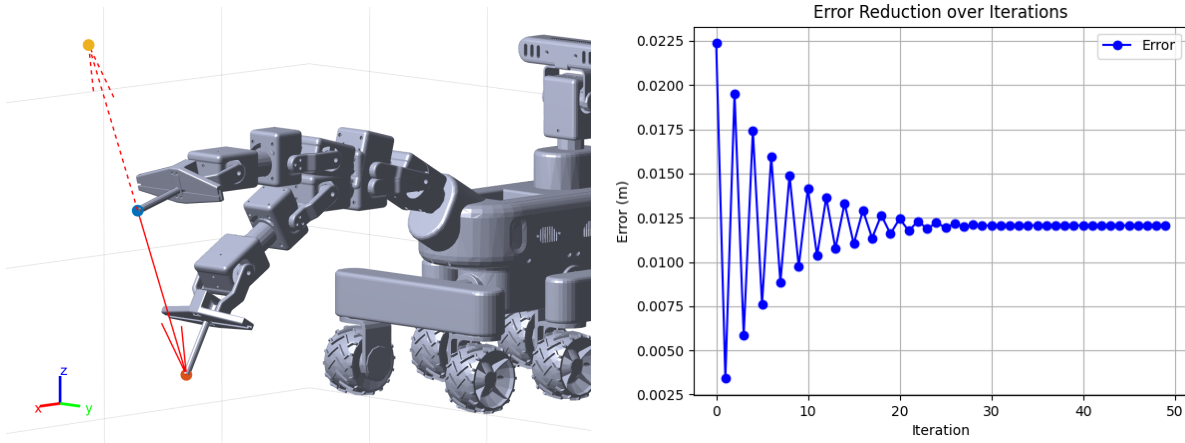 z
x
y
Error Reduction over Iterations
Error
Error (m)
0.0225
0.0200
0.0175
0.0150
0.0125
0.0100
0.0075
0.0050
0.0025
0 10 20 30 40 50
Iteration